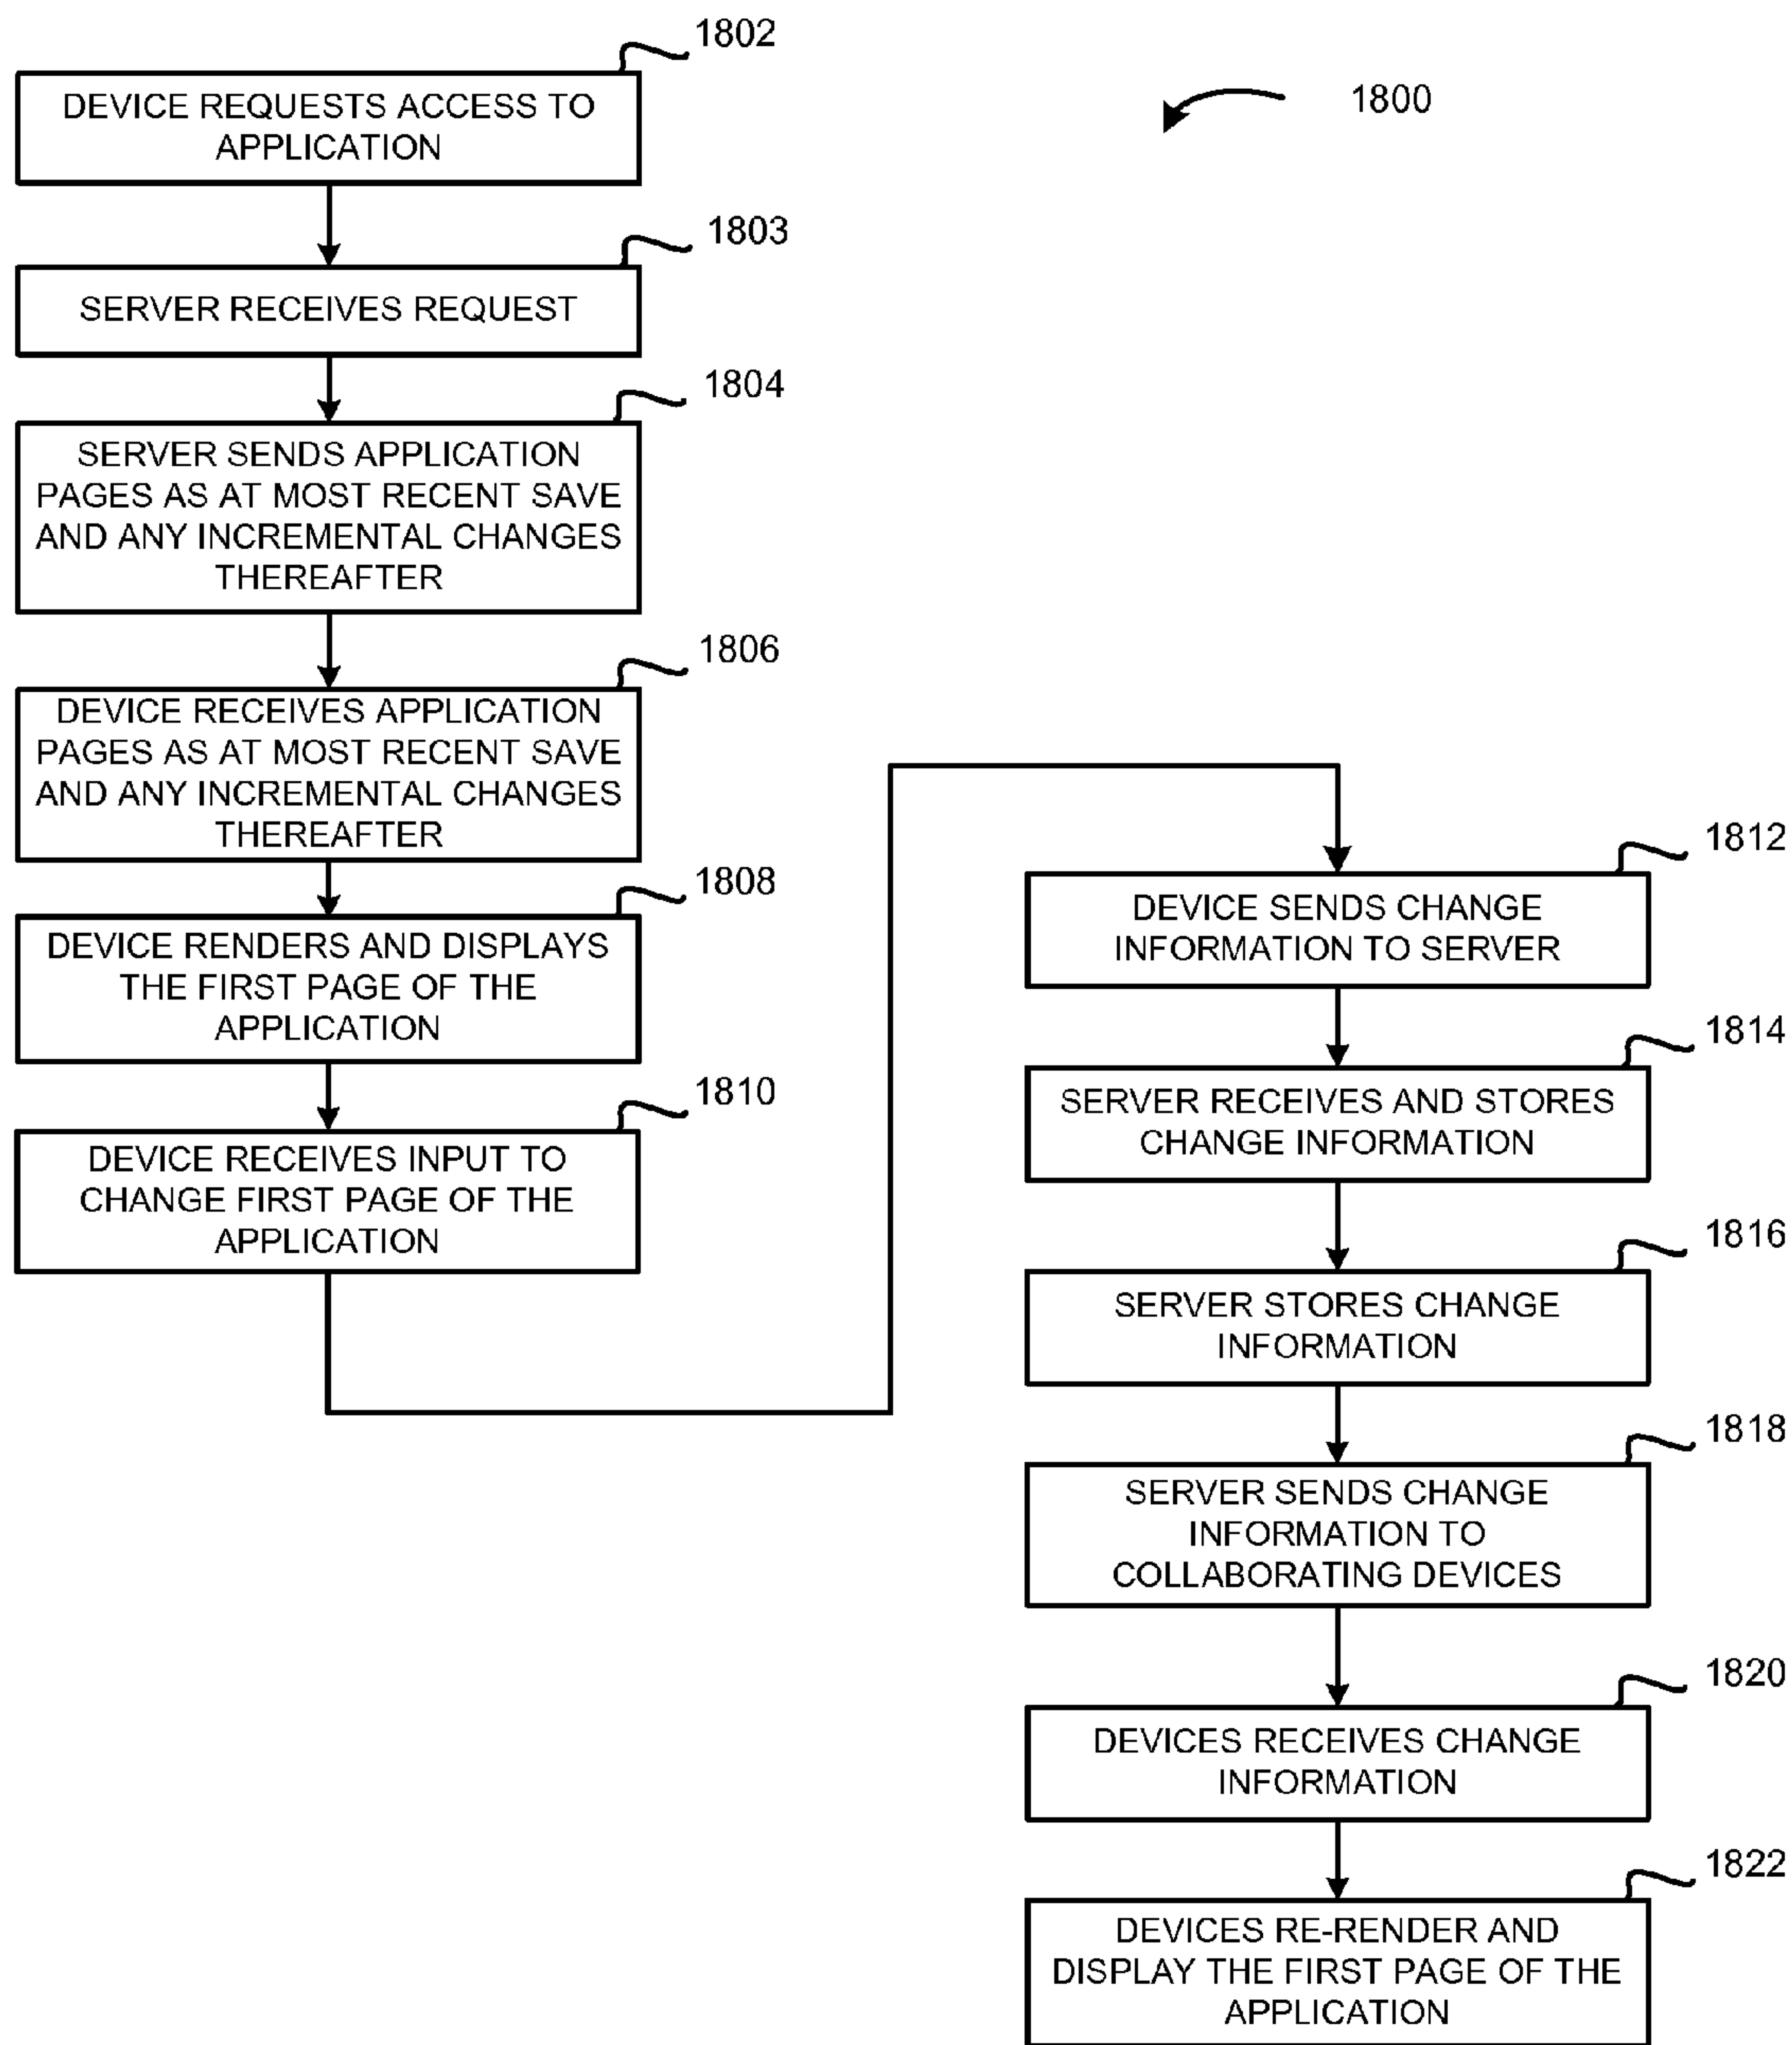 1802
DEVICE REQUESTS ACCESS TO
APPLICATION
1800
1803
SERVER RECEIVES REQUEST
1804
SERVER SENDS APPLICATION
PAGES AS AT MOST RECENT SAVE
AND ANY INCREMENTAL CHANGES
THEREAFTER
1806
DEVICE RECEIVES APPLICATION
PAGES AS AT MOST RECENT SAVE
AND ANY INCREMENTAL CHANGES
THEREAFTER
1808
DEVICE RENDERS AND DISPLAYS
THE FIRST PAGE OF THE
APPLICATION
1810
DEVICE RECEIVES INPUT TO
CHANGE FIRST PAGE OF THE
APPLICATION
1812
DEVICE SENDS CHANGE
INFORMATION TO SERVER
1814
SERVER RECEIVES AND STORES
CHANGE INFORMATION
1816
SERVER STORES CHANGE
INFORMATION
1818
SERVER SENDS CHANGE
INFORMATION TO
COLLABORATING DEVICES
1820
DEVICES RECEIVES CHANGE
INFORMATION
1822
DEVICES RE-RENDER AND
DISPLAY THE FIRST PAGE OF THE
APPLICATION